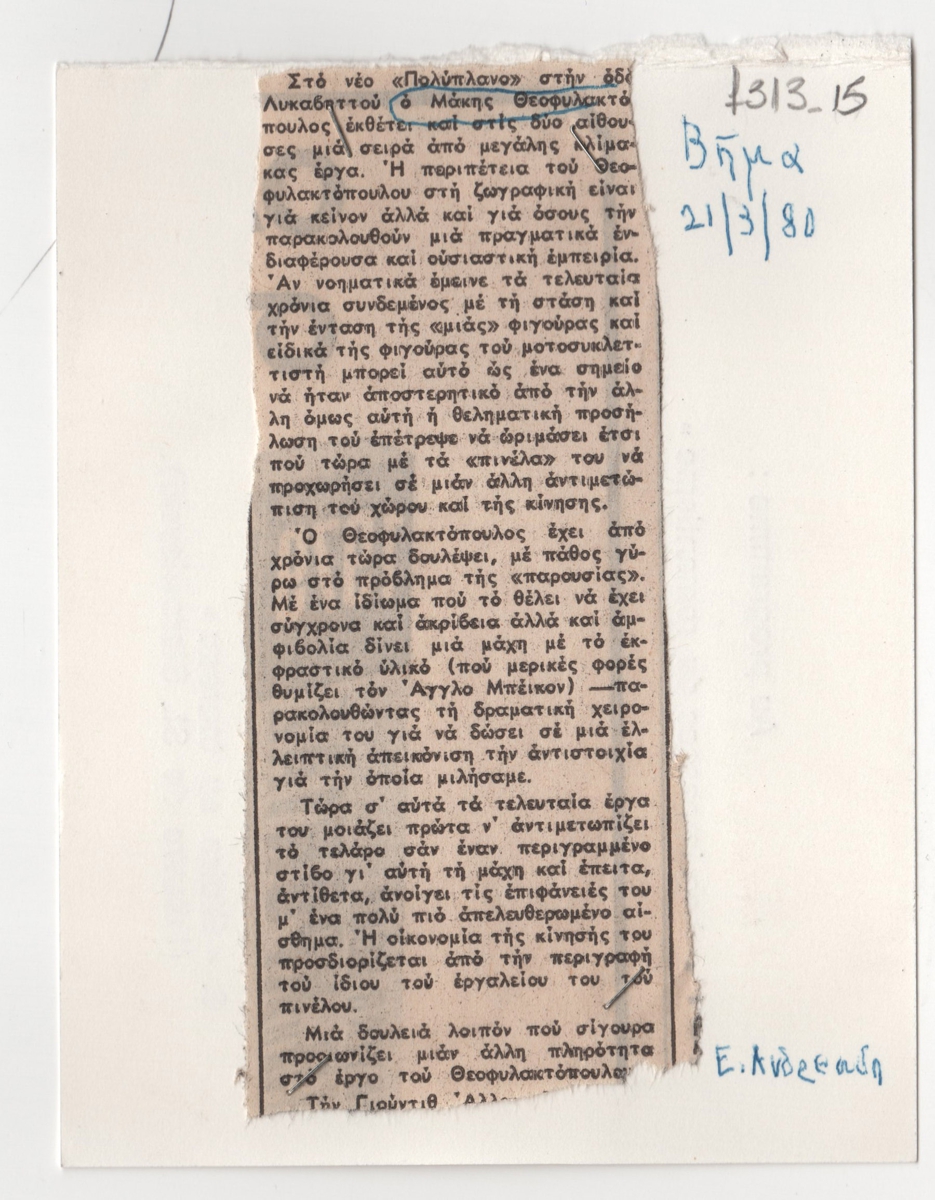 1313_15
Βῆμα
21/3/80
Στό νέο «Πολύπλανο» στήν ὁδό
Λυκαβηττοῦ ὁ Μάκης Θεοφυλακτό
πουλος ἐκθέτει καί στίς δύο αἴθου-
σες μιά σειρά ἀπό μεγάλης κλίμα-
κας ἔργα. Ἡ περιπέτεια τοῦ Θεο-
φυλακτόπουλου στή ζωγραφική εἶναι
γιά κεῖνον ἀλλά καί γιά ὅσους τήν
παρακολουθοῦν μιά πραγματικά ἐν-
διαφέρουσα καί οὐσιαστική ἐμπειρία.
Ἄν νοηματικά ἔμεινε τά τελευταῖα
χρόνια συνδεμένος μέ τή στάση καί
τήν ἔνταση τῆς «μιᾶς» φιγούρας καί
εἰδικά τῆς φιγούρας τοῦ μοτοσυκλετ-
τιστῆ μπορεῖ αὐτό ὥς ἕνα σημεῖο
νά ἦταν ἀποστερητικό ἀπό τήν ἄλ-
λη ὅμως αὐτή ἡ θεληματική προσή-
λωση τοῦ ἐπέτρεψε νά ὡριμάσει ἔτσι
πού τώρα μέ τά «πινέλα» του νά
προχωρήσει σέ μιάν ἄλλη ἀντιμετώ-
πιση τοῦ χώρου καί τῆς κίνησης.
Ὁ Θεοφυλακτόπουλος ἔχει ἀπό
χρόνια τώρα δουλέψει, μέ πάθος γύ-
ρω στό πρόβλημα τῆς «παρουσίας».
Μέ ἕνα ἰδίωμα πού τό θέλει νά ἔχει
σύγχρονα καί ἀκρίβεια ἀλλά καί ἀμ-
φιβολία δίνει μιά μάχη μέ τό ἐκ-
φραστικό ὑλικό (πού μερικές φορές
θυμίζει τόν Ἄγγλο Μπέικον) —πα-
ρακολουθώντας τή δραματική χειρο-
νομία του γιά νά δώσει σέ μιά ἐλ-
λειπτική ἀπεικόνιση τήν ἀντιστοιχία
γιά τήν ὁποία μιλήσαμε.
Τώρα σ' αὐτά τά τελευταῖα ἔργα
του μοιάζει πρῶτα ν' ἀντιμετωπίζει
τό τελάρο σάν ἕναν περιγραμμένο
στίβο γι' αὐτή τή μάχη καί ἔπειτα,
ἀντίθετα, ἀνοίγει τίς ἐπιφάνειές του
μ' ἕνα πολύ πιό ἀπελευθερωμένο αἴ-
σθημα. Ἡ οἰκονομία τῆς κίνησής του
προσδιορίζεται ἀπό τήν περιγραφή
τοῦ ἴδιου τοῦ ἐργαλείου του τοῦ
πινέλου.
Μιά δουλειά λοιπόν πού σίγουρα
προοιωνίζει μιάν ἄλλη πληρότητα
στό ἔργο τοῦ Θεοφυλακτόπουλου
Τήν Γιούντιθ
Ε. Ανδρεαδη